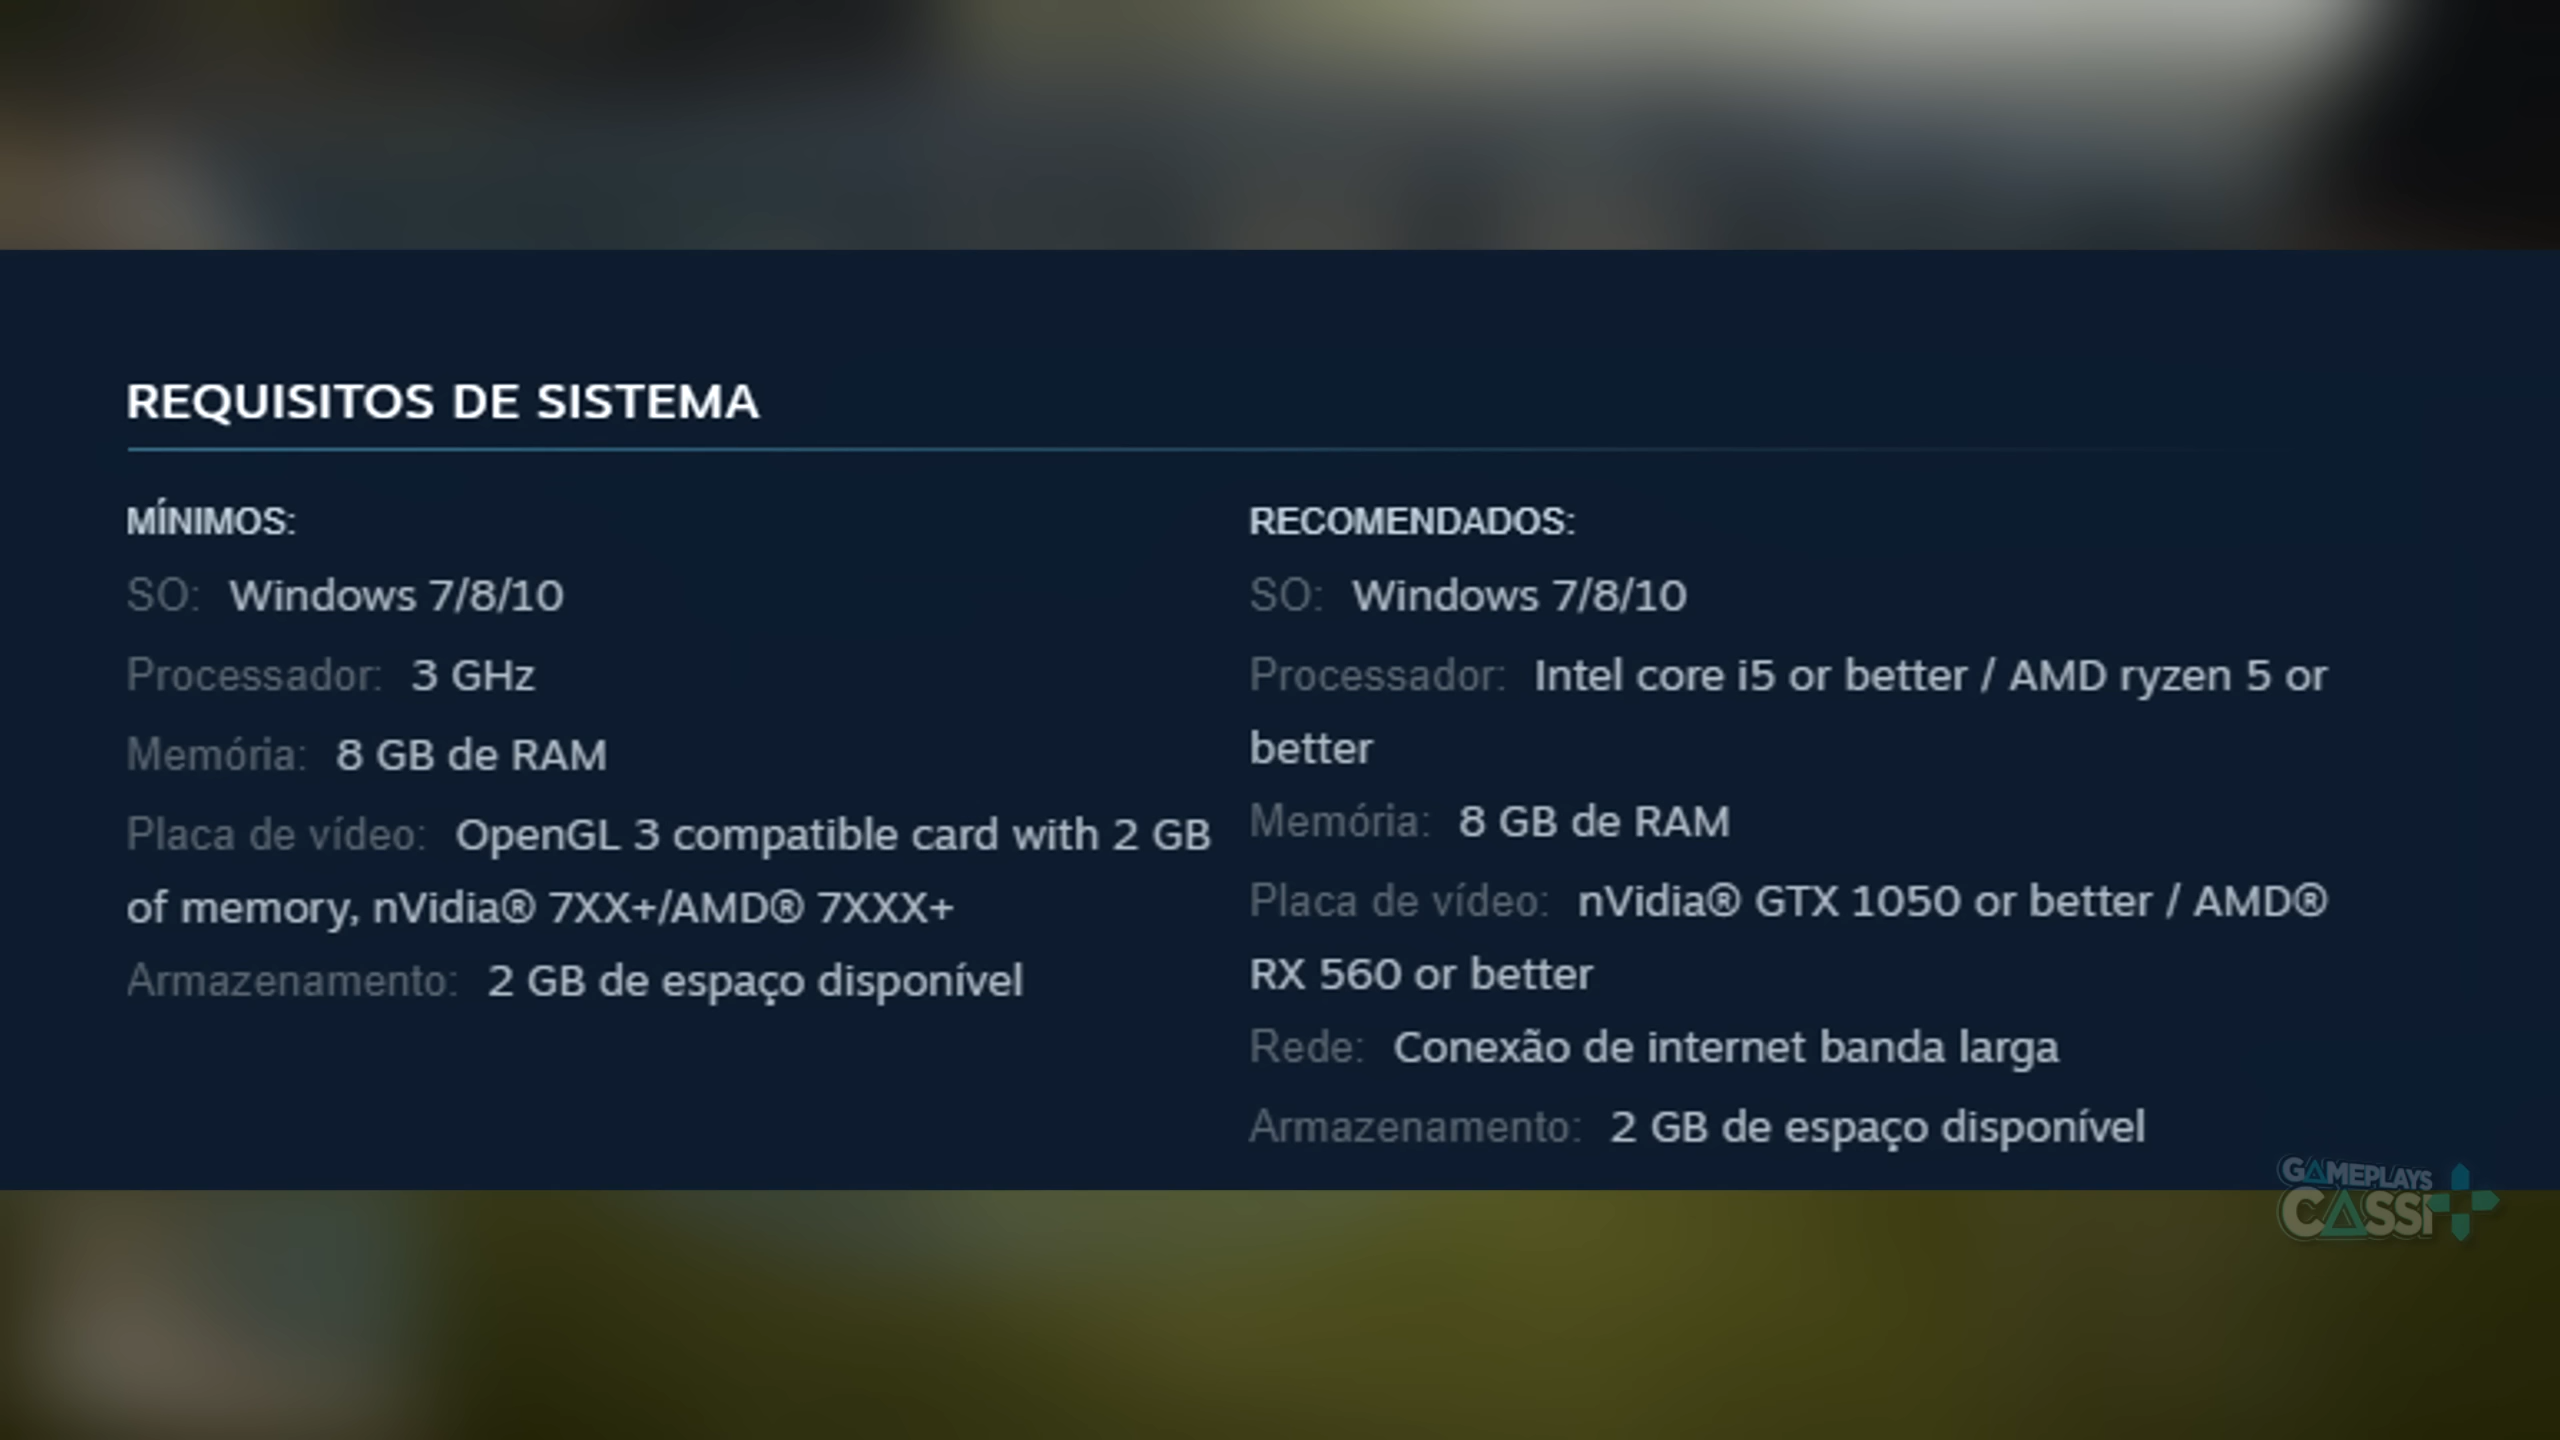 REQUISITOS DE SISTEMA
MÍNIMOS:
SO: Windows 7/8/10
Processador: 3 GHz
Memória: 8 GB de RAM
Placa de vídeo: OpenGL 3 compatible card with 2 GB
of memory, nVidia® 7XX+/AMD® 7XXX+
Armazenamento: 2 GB de espaço disponível
RECOMENDADOS:
SO: Windows 7/8/10
Processador: Intel core i5 or better / AMD ryzen 5 or
better
Memória: 8 GB de RAM
Placa de vídeo: nVidia® GTX 1050 or better / AMD®
RX 560 or better
Rede: Conexão de internet banda larga
Armazenamento: 2 GB de espaço disponível
GAMEPLAYS
CASSI